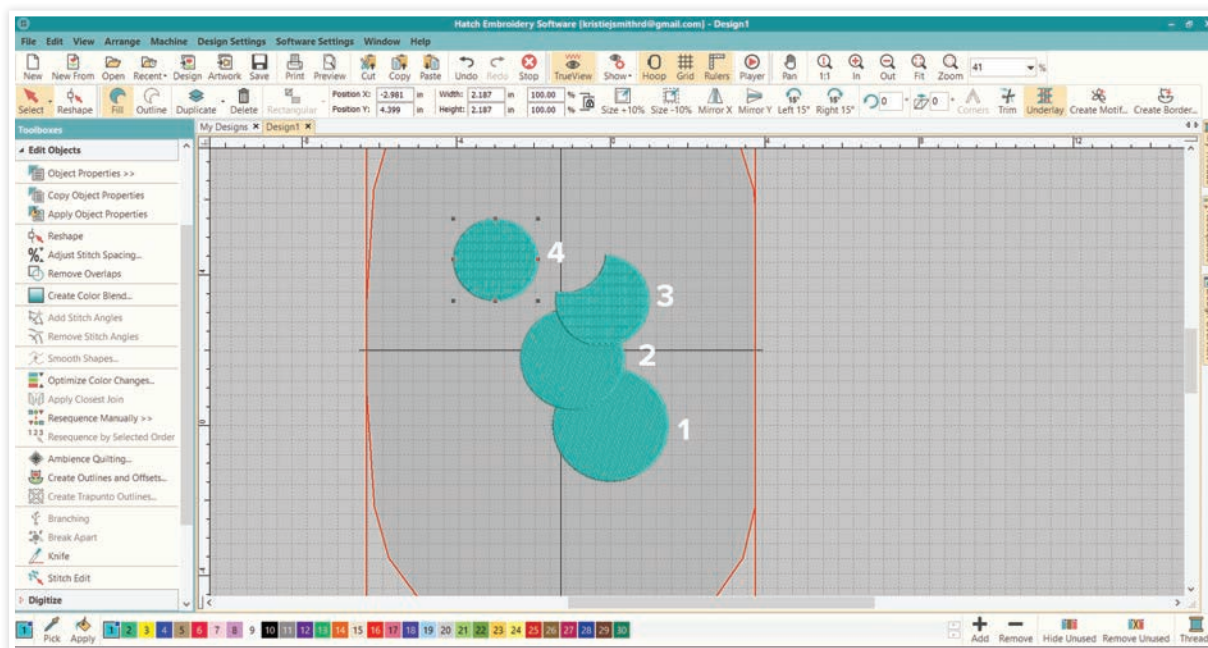 Hatch Embroidery Software (kristiejsmithrd@gmail.com) - Design1
File Edit View Arrange Machine Design Settings Software Settings Window Help
New New From Open Recent Design Artwork Save Print Preview Cut Copy Paste Undo Redo Stop TrueView Show Hoop Grid Rulers Player Pan 1:1 In Out Fit Zoom 41 %
Position X: -2.981 in Width: 2.187 in 100.00 %
Position Y: 4.399 in Height: 2.187 in 100.00 %
Select Reshape Fill Outline Duplicate Delete Rectangular Size +10% Size -10% Mirror X Mirror Y Left 15° Right 15° 0 0 Corners Trim Underlay Create Motif... Create Border...
Toolboxes
My Designs Design1
Edit Objects
Object Properties >>
Copy Object Properties
Apply Object Properties
Reshape
Adjust Stitch Spacing...
Remove Overlaps
Create Color Blend...
Add Stitch Angles
Remove Stitch Angles
Smooth Shapes...
Optimize Color Changes...
Apply Closest Join
Resequence Manually >>
Resequence by Selected Order
Ambience Quilting...
Create Outlines and Offsets...
Create Trapunto Outlines...
Branching
Break Apart
Knife
Stitch Edit
Digitize
4
3
2
1
1 Pick Apply 1 2 3 4 5 6 7 8 9 10 11 12 13 14 15 16 17 18 19 20 21 22 23 24 25 26 27 28 29 30 Add Remove Hide Unused Remove Unused Thread